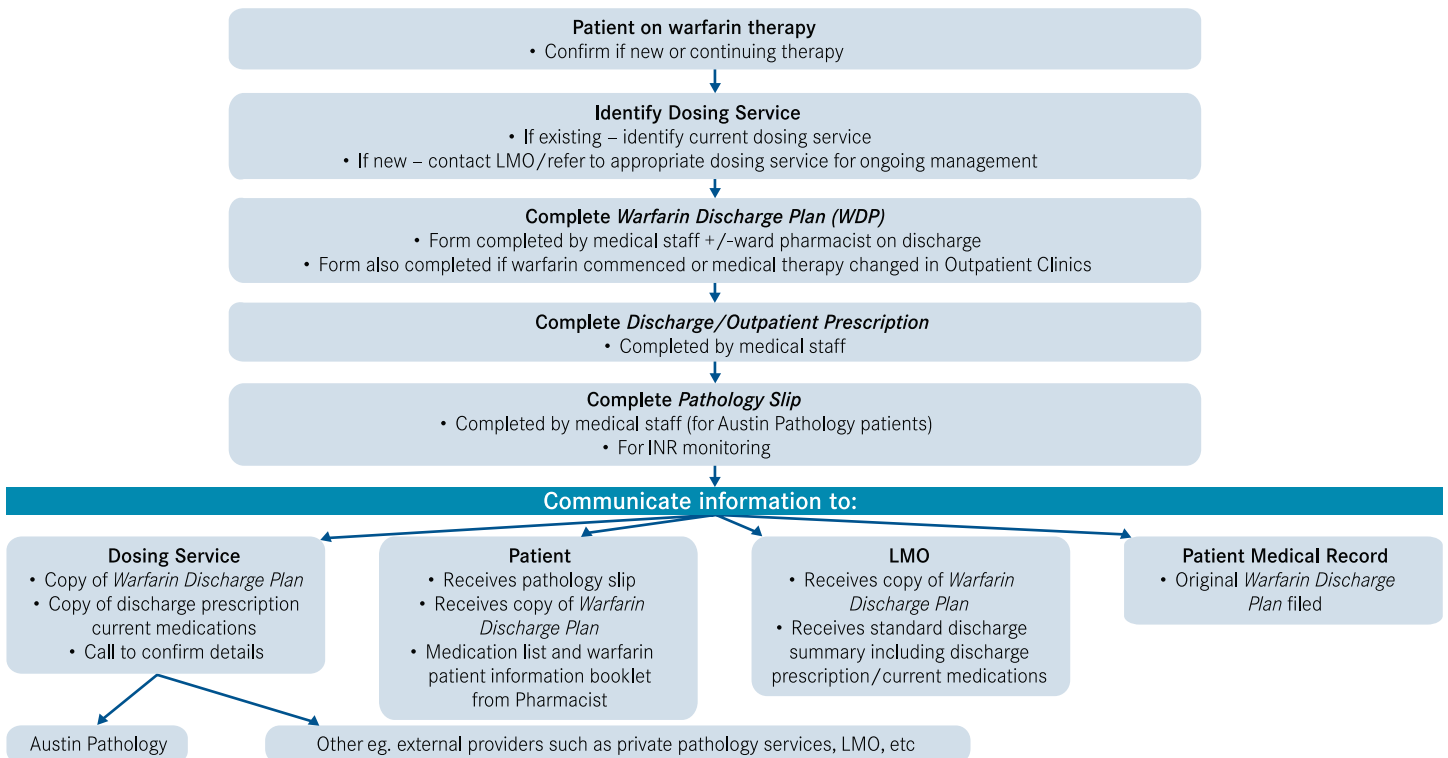 Patient on warfarin therapy
• Confirm if new or continuing therapy
Identify Dosing Service
• If existing – identify current dosing service
• If new – contact LMO/refer to appropriate dosing service for ongoing management
Complete Warfarin Discharge Plan (WDP)
• Form completed by medical staff +/-ward pharmacist on discharge
• Form also completed if warfarin commenced or medical therapy changed in Outpatient Clinics
Complete Discharge/Outpatient Prescription
• Completed by medical staff
Complete Pathology Slip
• Completed by medical staff (for Austin Pathology patients)
• For INR monitoring
Communicate information to:
Dosing Service
• Copy of Warfarin Discharge Plan
• Copy of discharge prescription
current medications
• Call to confirm details
Patient
• Receives pathology slip
• Receives copy of Warfarin
Discharge Plan
• Medication list and warfarin
patient information booklet
from Pharmacist
LMO
• Receives copy of Warfarin
Discharge Plan
• Receives standard discharge
summary including discharge
prescription/current medications
Patient Medical Record
• Original Warfarin Discharge
Plan filed
Austin Pathology
Other eg. external providers such as private pathology services, LMO, etc